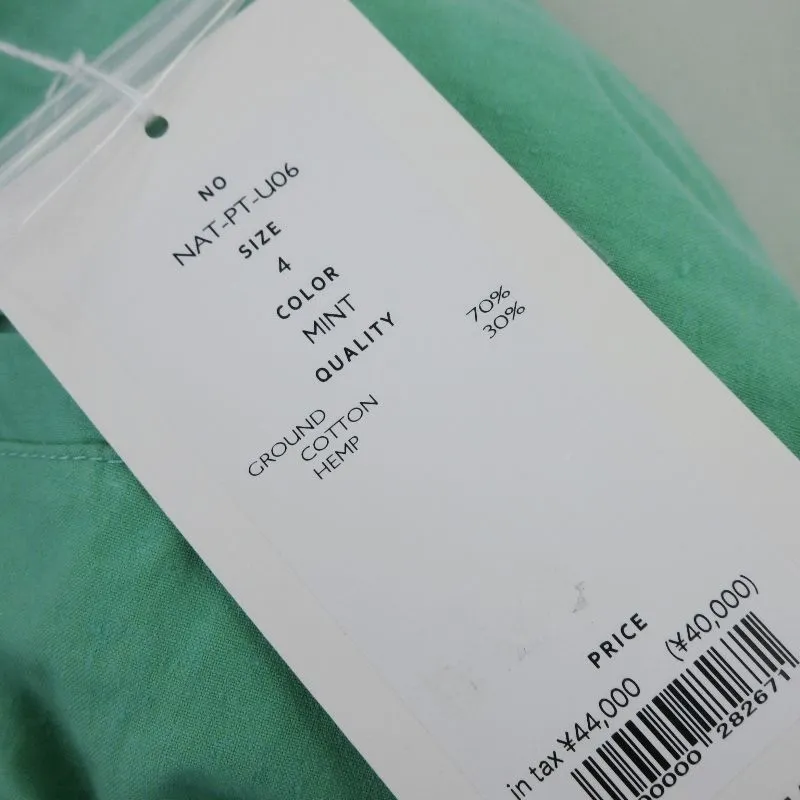 NO
NAT-PT-U06
SIZE
4
COLOR
MINT
QUALITY
GROUND
COTTON 70%
HEMP 30%
PRICE
(¥40,000)
in tax ¥44,000
282671